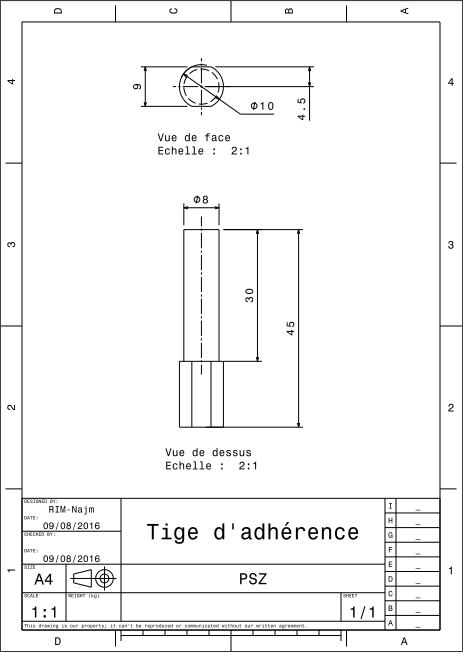 D C B A
4 4
9
Φ10
4.5
Vue de face
Echelle : 2:1
Φ8
3 3
30
45
2 2
Vue de dessus
Echelle : 2:1
DESIGNED BY:
RIM-Najm
DATE:
09/08/2016
CHECKED BY:
DATE:
09/08/2016
Tige d'adhérence
I _
H _
G _
F _
E _
D _
C _
B _
A _
1 1
SIZE
A4
PSZ
SCALE
1:1
WEIGHT (kg)
SHEET
1/1
This drawing is our property; it can't be reproduced or communicated without our written agreement.
D A